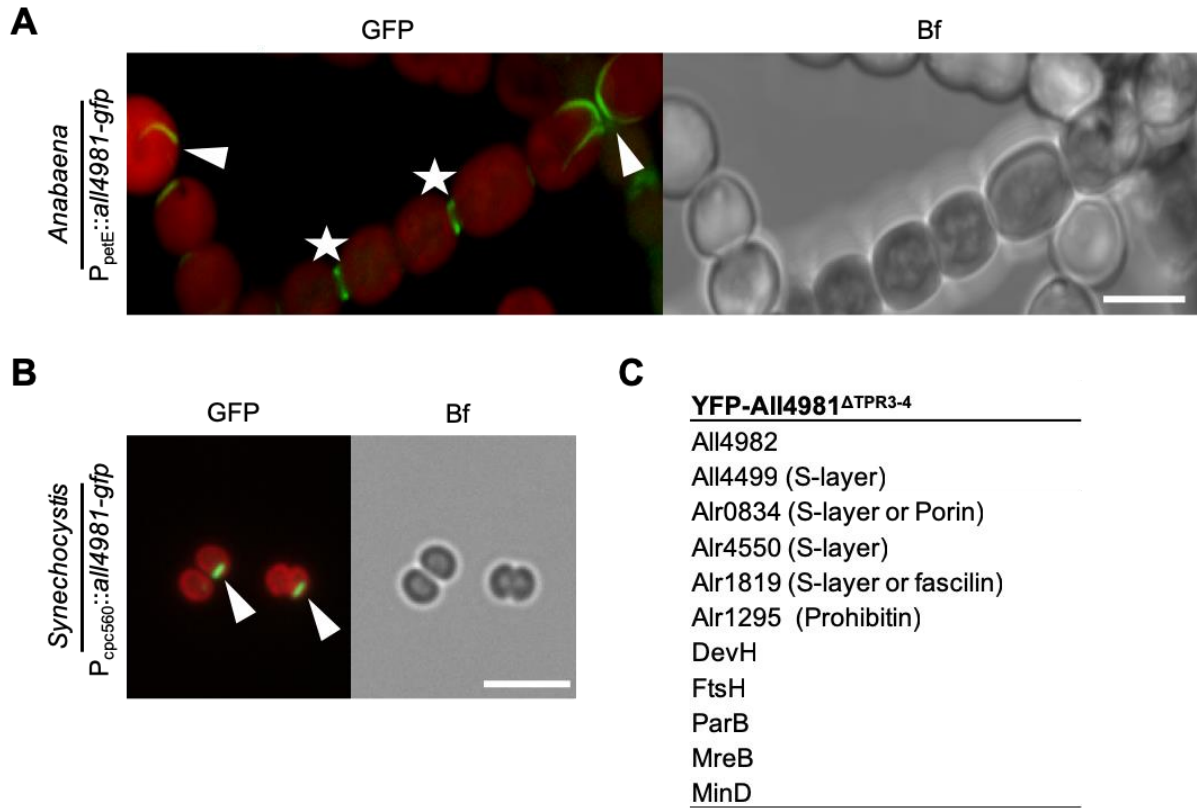 A
GFP
Bf
Anabaena
PpetE::all4981-gfp
B
GFP
Bf
Synechocystis
Pcpc560::all4981-gfp
C
YFP-All4981ΔTPR3-4
All4982
All4499 (S-layer)
Alr0834 (S-layer or Porin)
Alr4550 (S-layer)
Alr1819 (S-layer or fascilin)
Alr1295 (Prohibitin)
DevH
FtsH
ParB
MreB
MinD